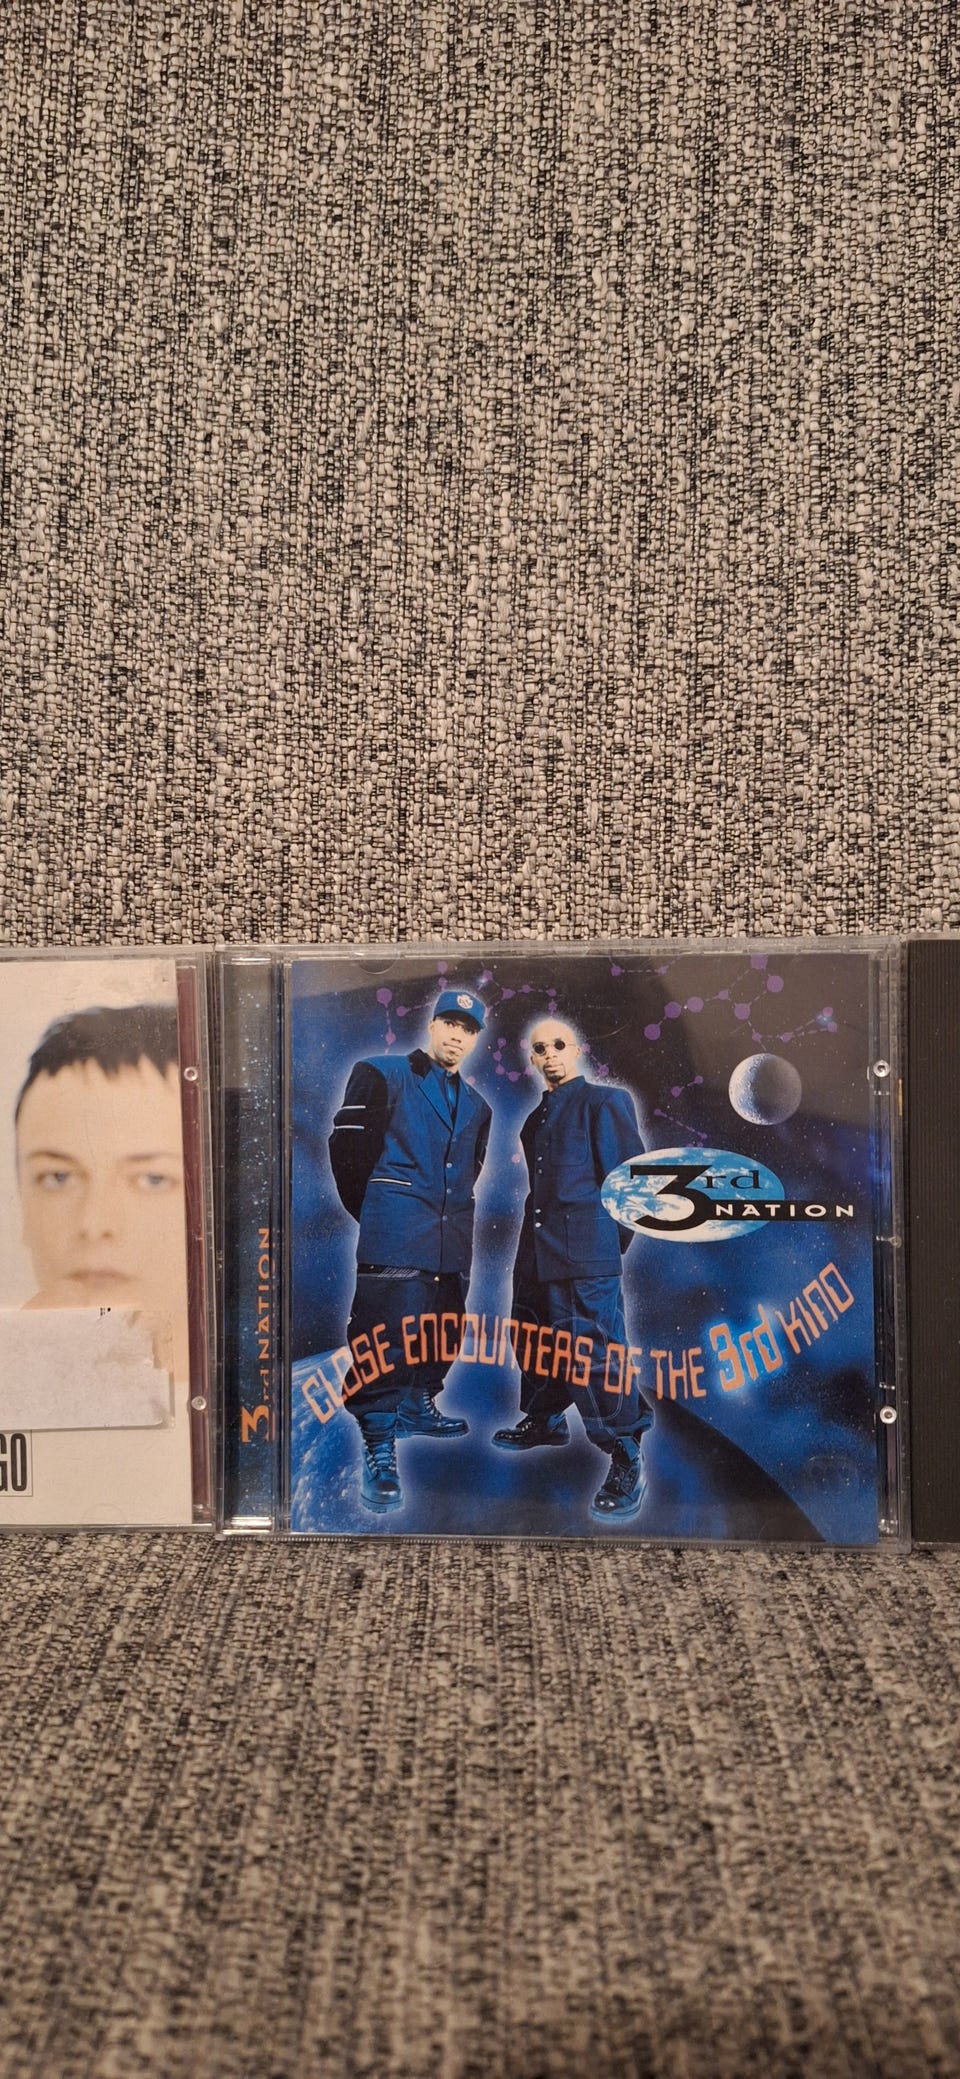 GO
3rd NATION
3rd
NATION
CLOSE ENCOUNTERS OF THE 3rd KIND